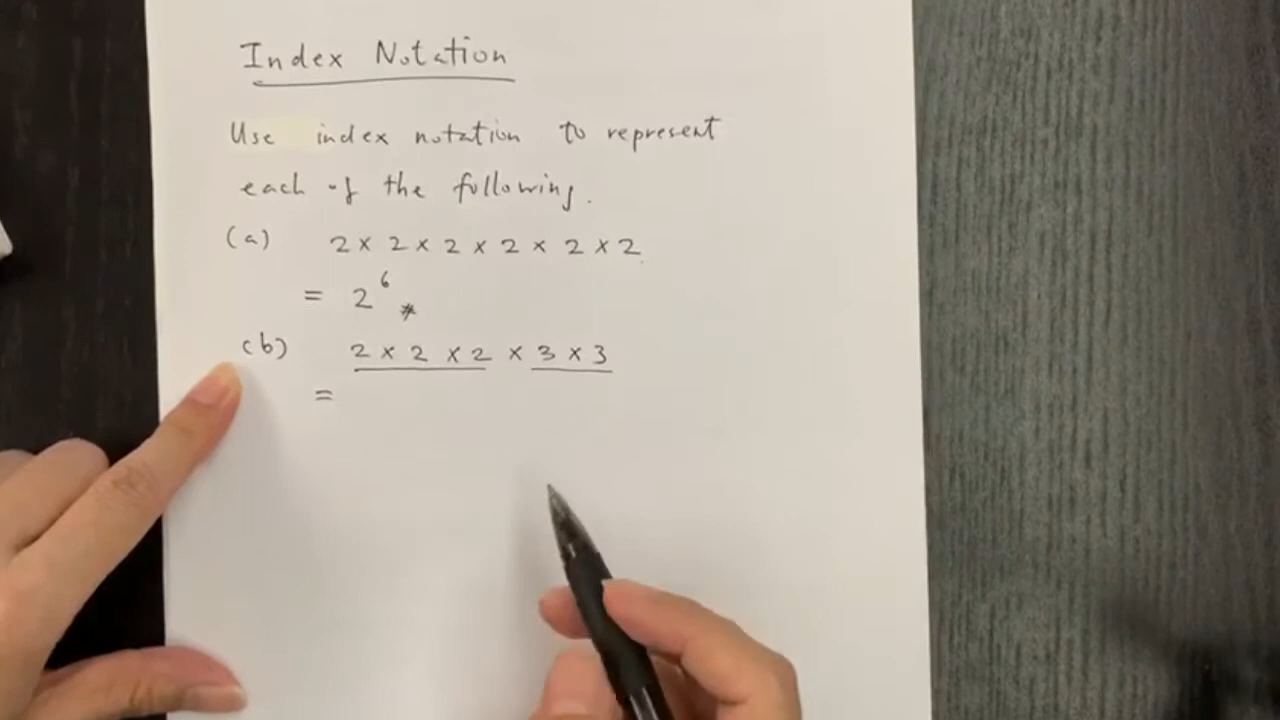 Index Notation
Use index notation to represent
each of the following.
(a) 2 × 2 × 2 × 2 × 2 × 2
= 2⁶ *
(b) 2 × 2 × 2 × 3 × 3
=